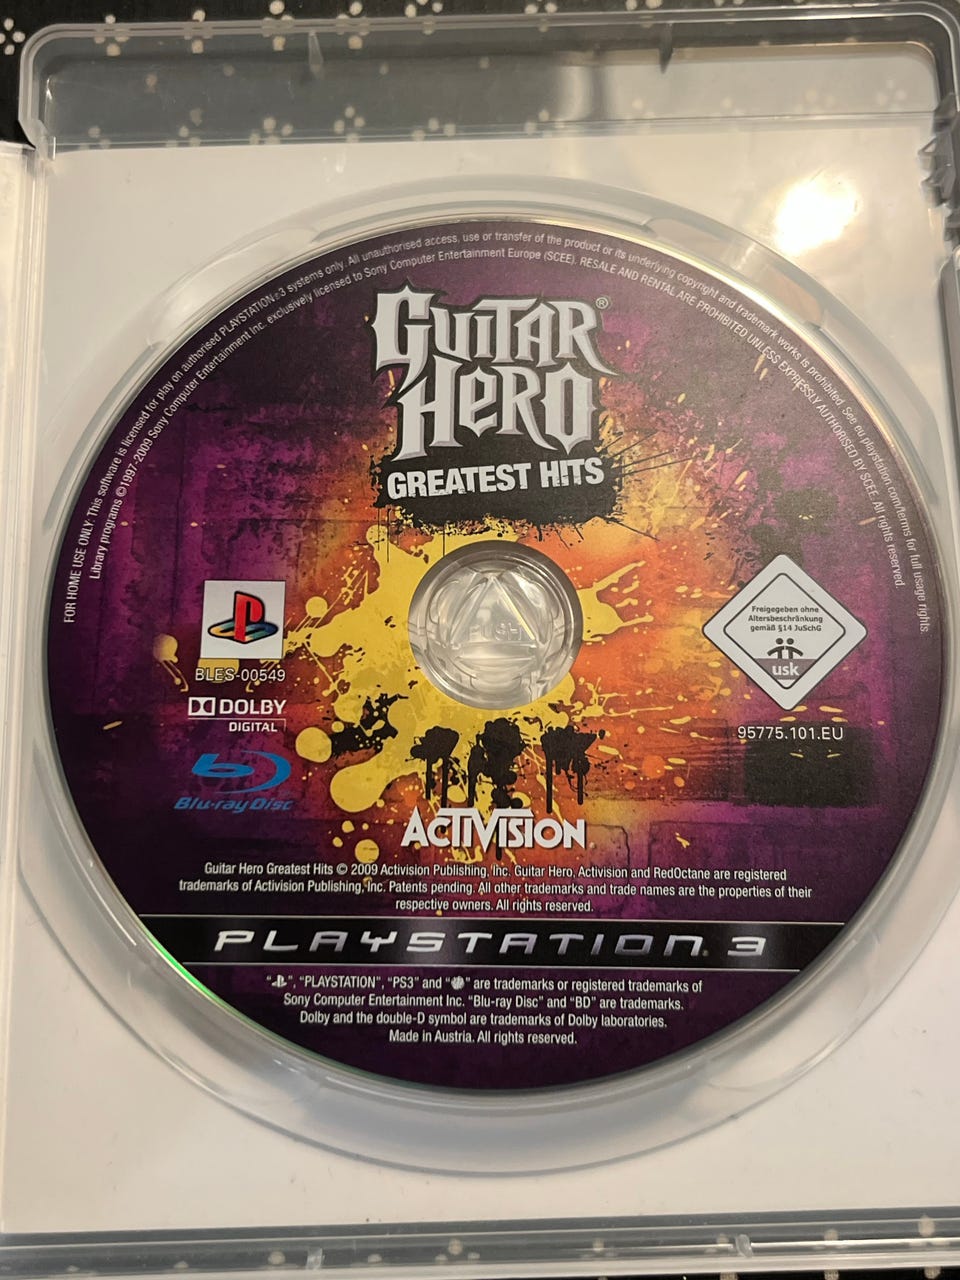 FOR HOME USE ONLY: This software is licensed for play on authorised PLAYSTATION®3 systems only. All unauthorised access, use or transfer of the product or its underlying copyright and trademark works is prohibited. See eu.playstation.com/terms for full usage rights.
Library programs ©1997-2009 Sony Computer Entertainment Inc. exclusively licensed to Sony Computer Entertainment Europe (SCEE). RESALE AND RENTAL ARE PROHIBITED UNLESS EXPRESSLY AUTHORISED BY SCEE. All rights reserved.
GUITAR®
HERO
GREATEST HITS
PUSH
BLES-00549
DOLBY
DIGITAL
Blu-ray Disc
Freigegeben ohne
Altersbeschränkung
gemäß §14 JuSchG
usk
95775.101.EU
ACTIVISION
Guitar Hero Greatest Hits © 2009 Activision Publishing, Inc. Guitar Hero, Activision and RedOctane are registered
trademarks of Activision Publishing, Inc. Patents pending. All other trademarks and trade names are the properties of their
respective owners. All rights reserved.
PLAYSTATION 3
" ", "PLAYSTATION", "PS3" and " " are trademarks or registered trademarks of
Sony Computer Entertainment Inc. "Blu-ray Disc" and "BD" are trademarks.
Dolby and the double-D symbol are trademarks of Dolby laboratories.
Made in Austria. All rights reserved.